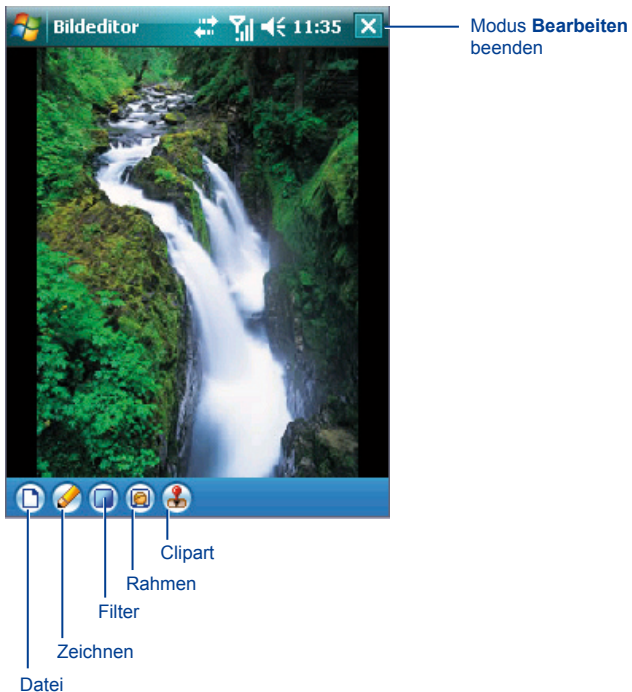 Bildeditor 11:35
Modus Bearbeiten
beenden
Clipart
Rahmen
Filter
Zeichnen
Datei